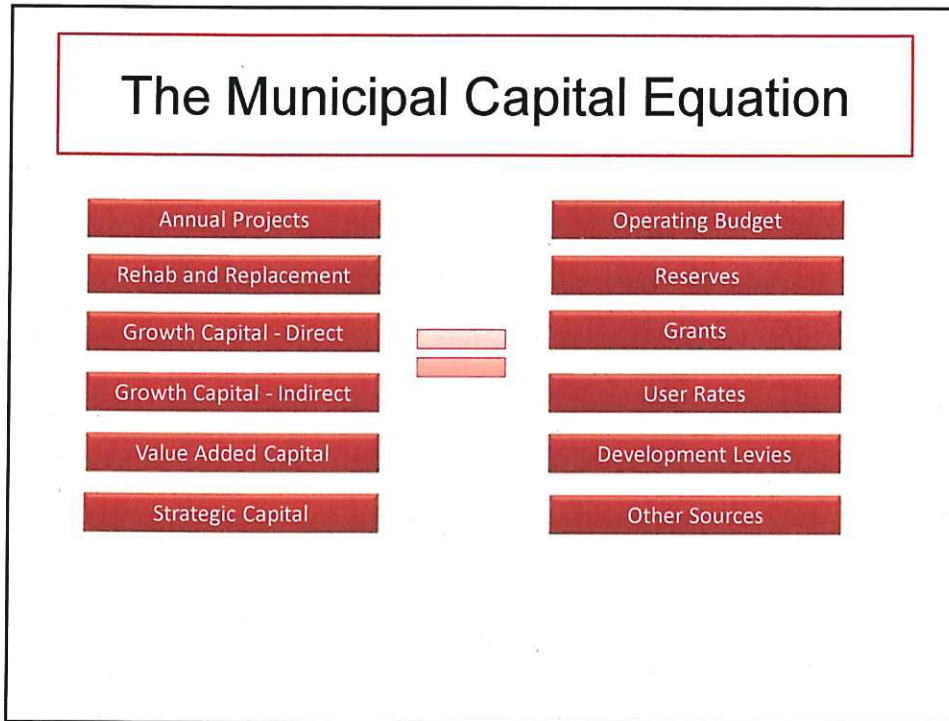 The Municipal Capital Equation
Annual Projects
Rehab and Replacement
Growth Capital - Direct
Growth Capital - Indirect
Value Added Capital
Strategic Capital
Operating Budget
Reserves
Grants
User Rates
Development Levies
Other Sources